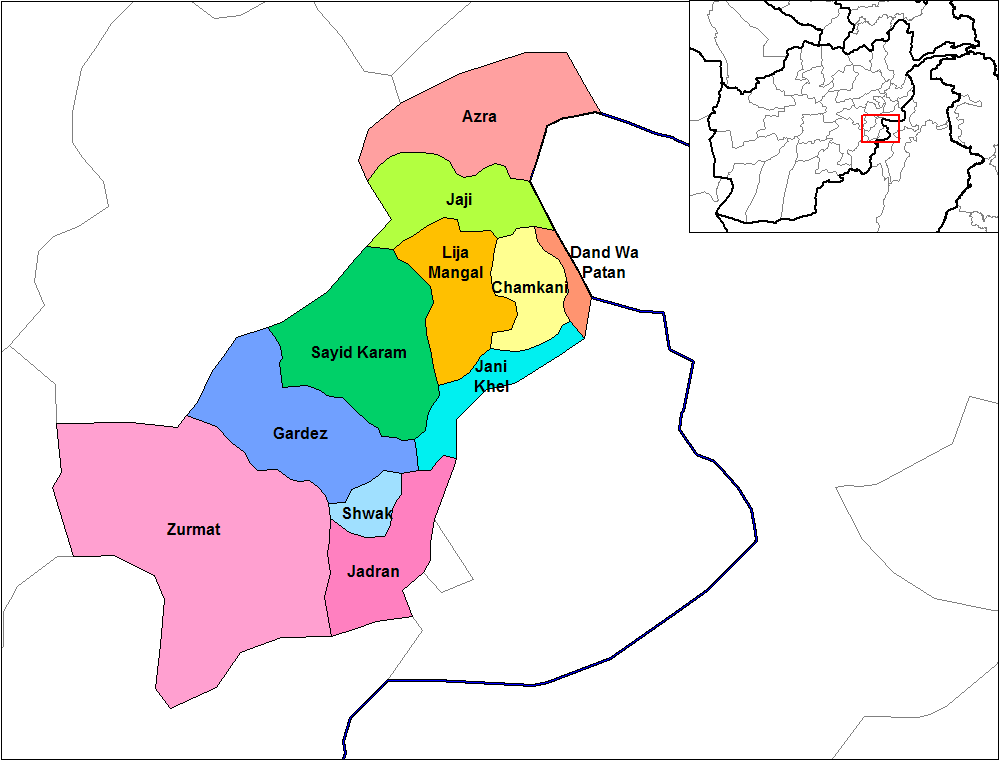 Azra
Jaji
Lija
Mangal
Dand Wa
Patan
Chamkani
Sayid Karam
Jani
Khel
Gardez
Shwak
Zurmat
Jadran